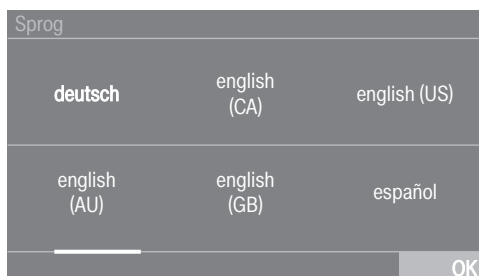 Sprog
deutsch
english
(CA)
english (US)
english
(AU)
english
(GB)
español
OK